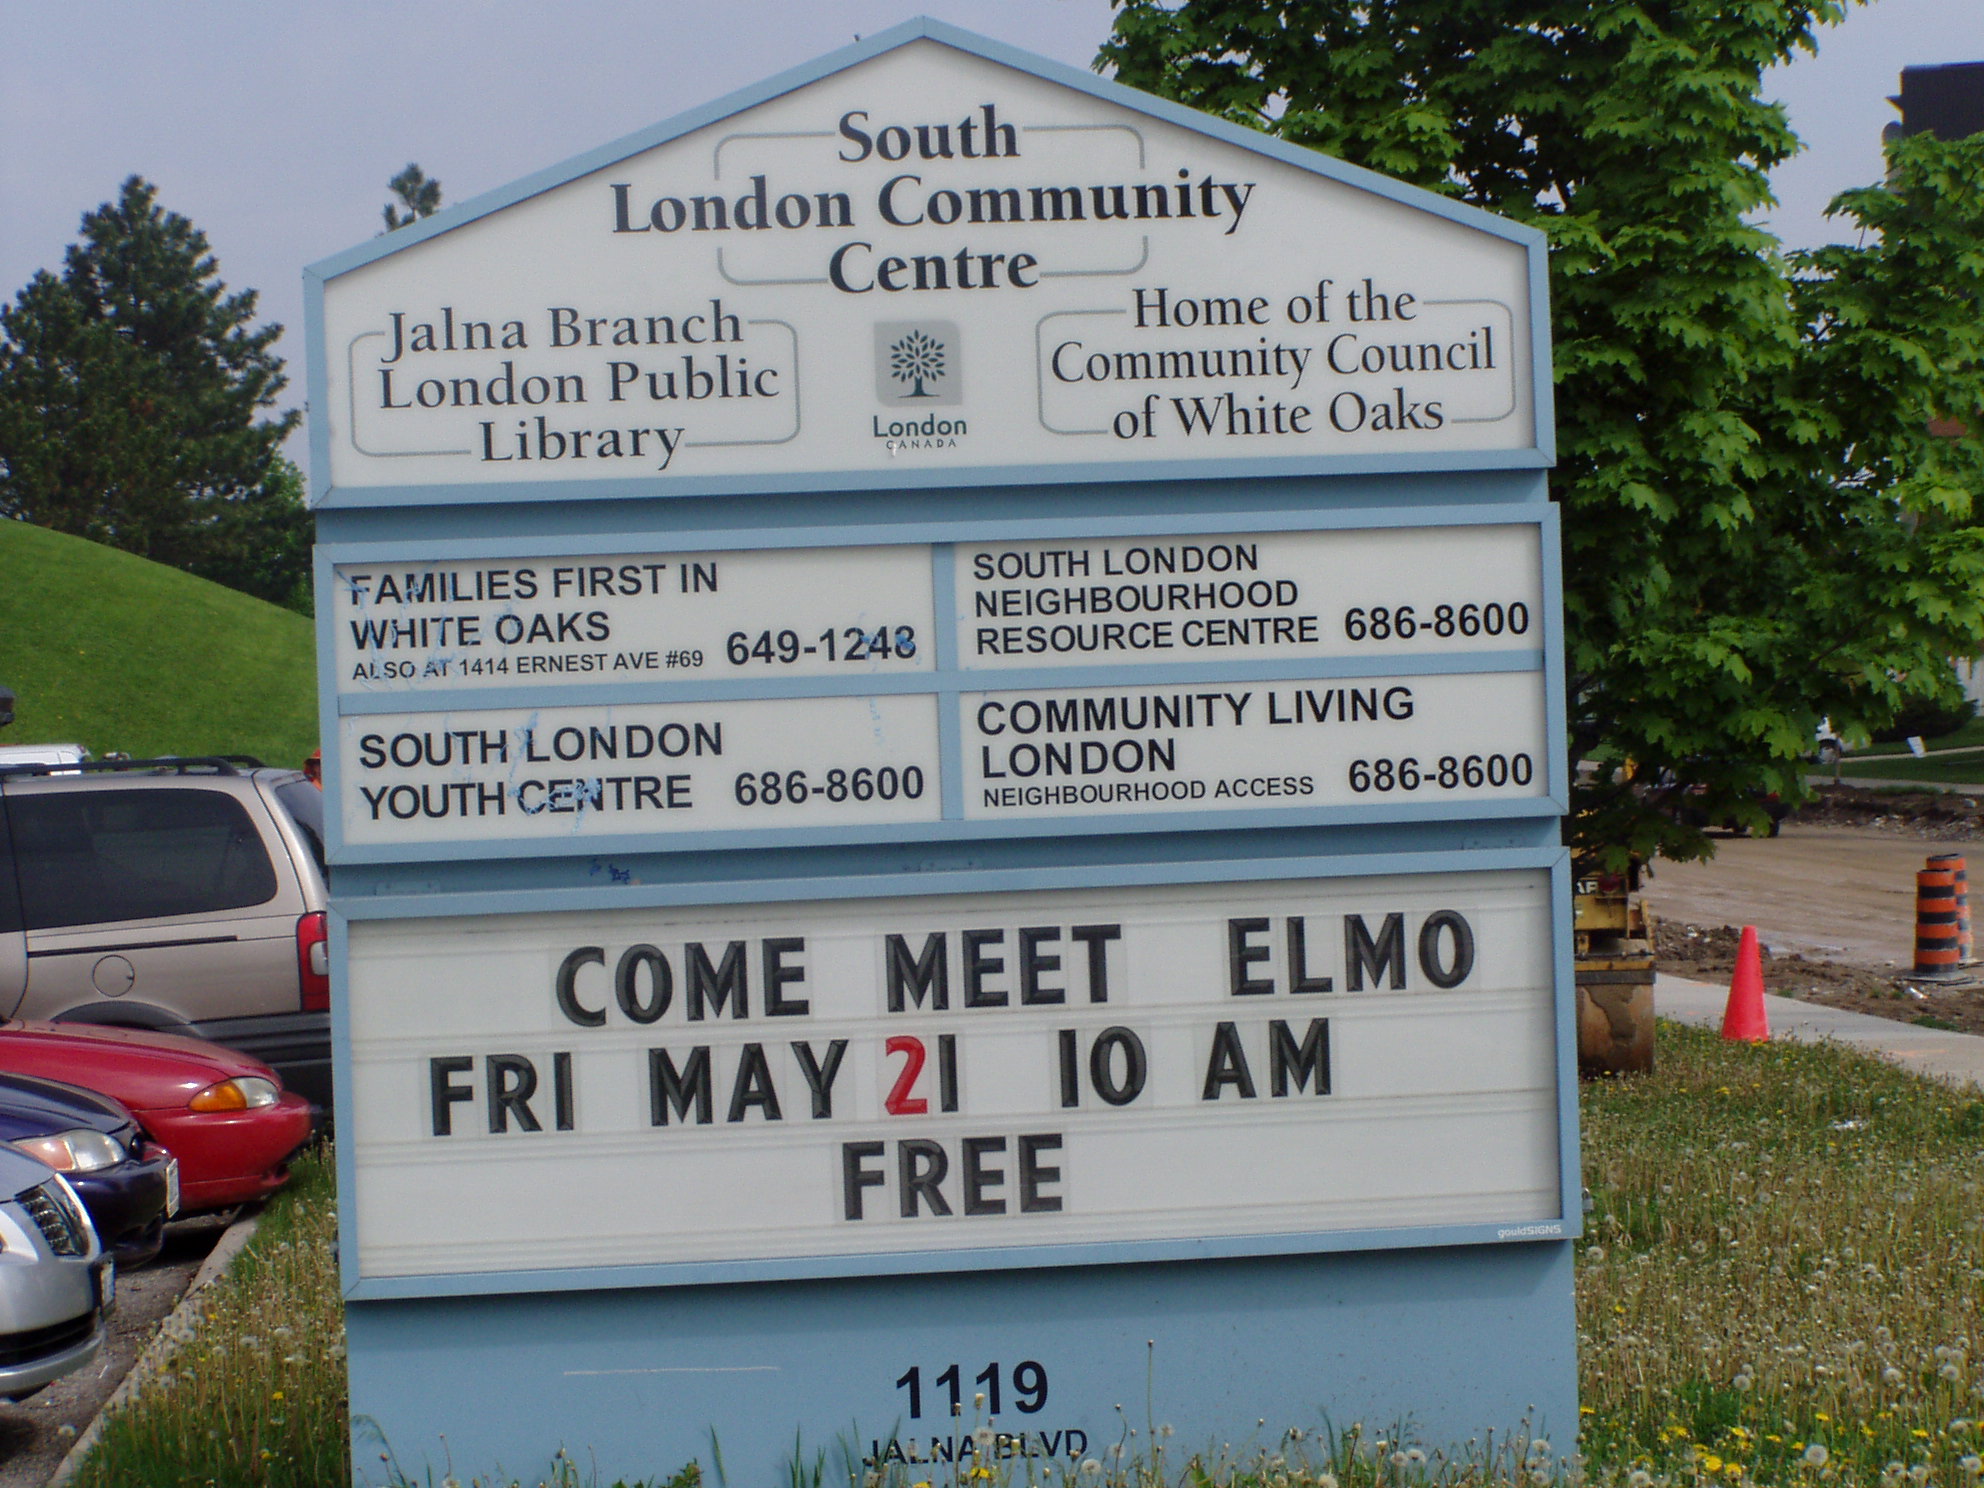 South
London Community
Centre
Jalna Branch
London Public
Library
London
CANADA
Home of the
Community Council
of White Oaks
FAMILIES FIRST IN
WHITE OAKS
ALSO AT 1414 ERNEST AVE #69 649-1248
SOUTH LONDON
NEIGHBOURHOOD
RESOURCE CENTRE 686-8600
SOUTH LONDON
YOUTH CENTRE 686-8600
COMMUNITY LIVING
LONDON
NEIGHBOURHOOD ACCESS 686-8600
COME MEET ELMO
FRI MAY 21 10 AM
FREE
gouldSIGNS
1119
JALNA BLVD